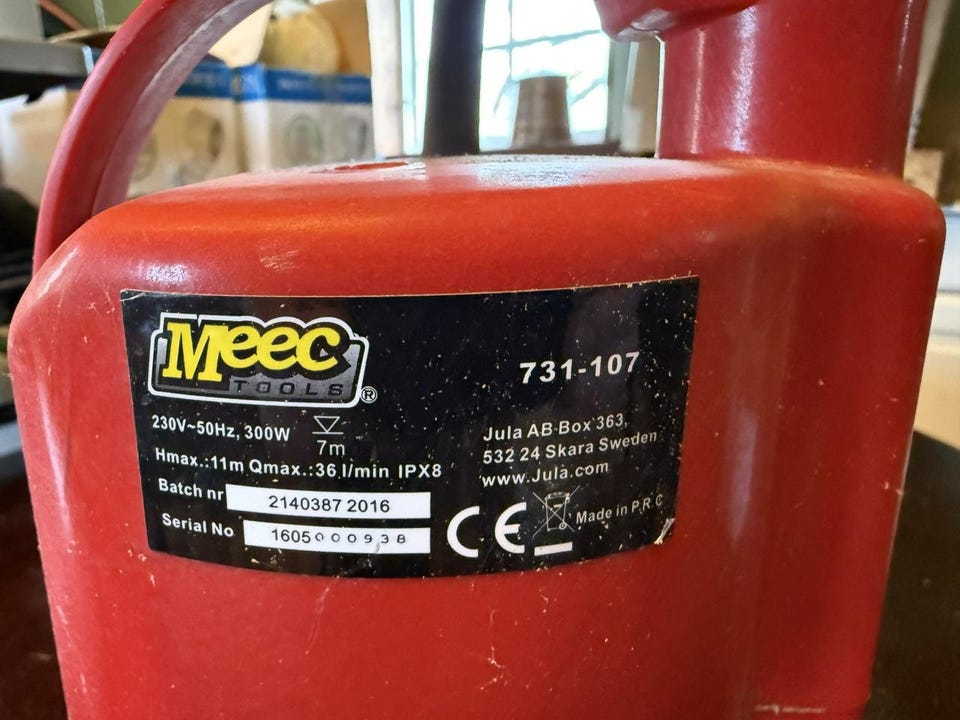 Meec
TOOLS®
731-107
230V~50Hz, 300W
7m
Hmax.:11m Qmax.:36 l/min IPX8
Batch nr 2140387 2016
Serial No 1605000938
Jula AB Box 363,
532 24 Skara Sweden
www.Jula.com
CE
Made in P.R.C